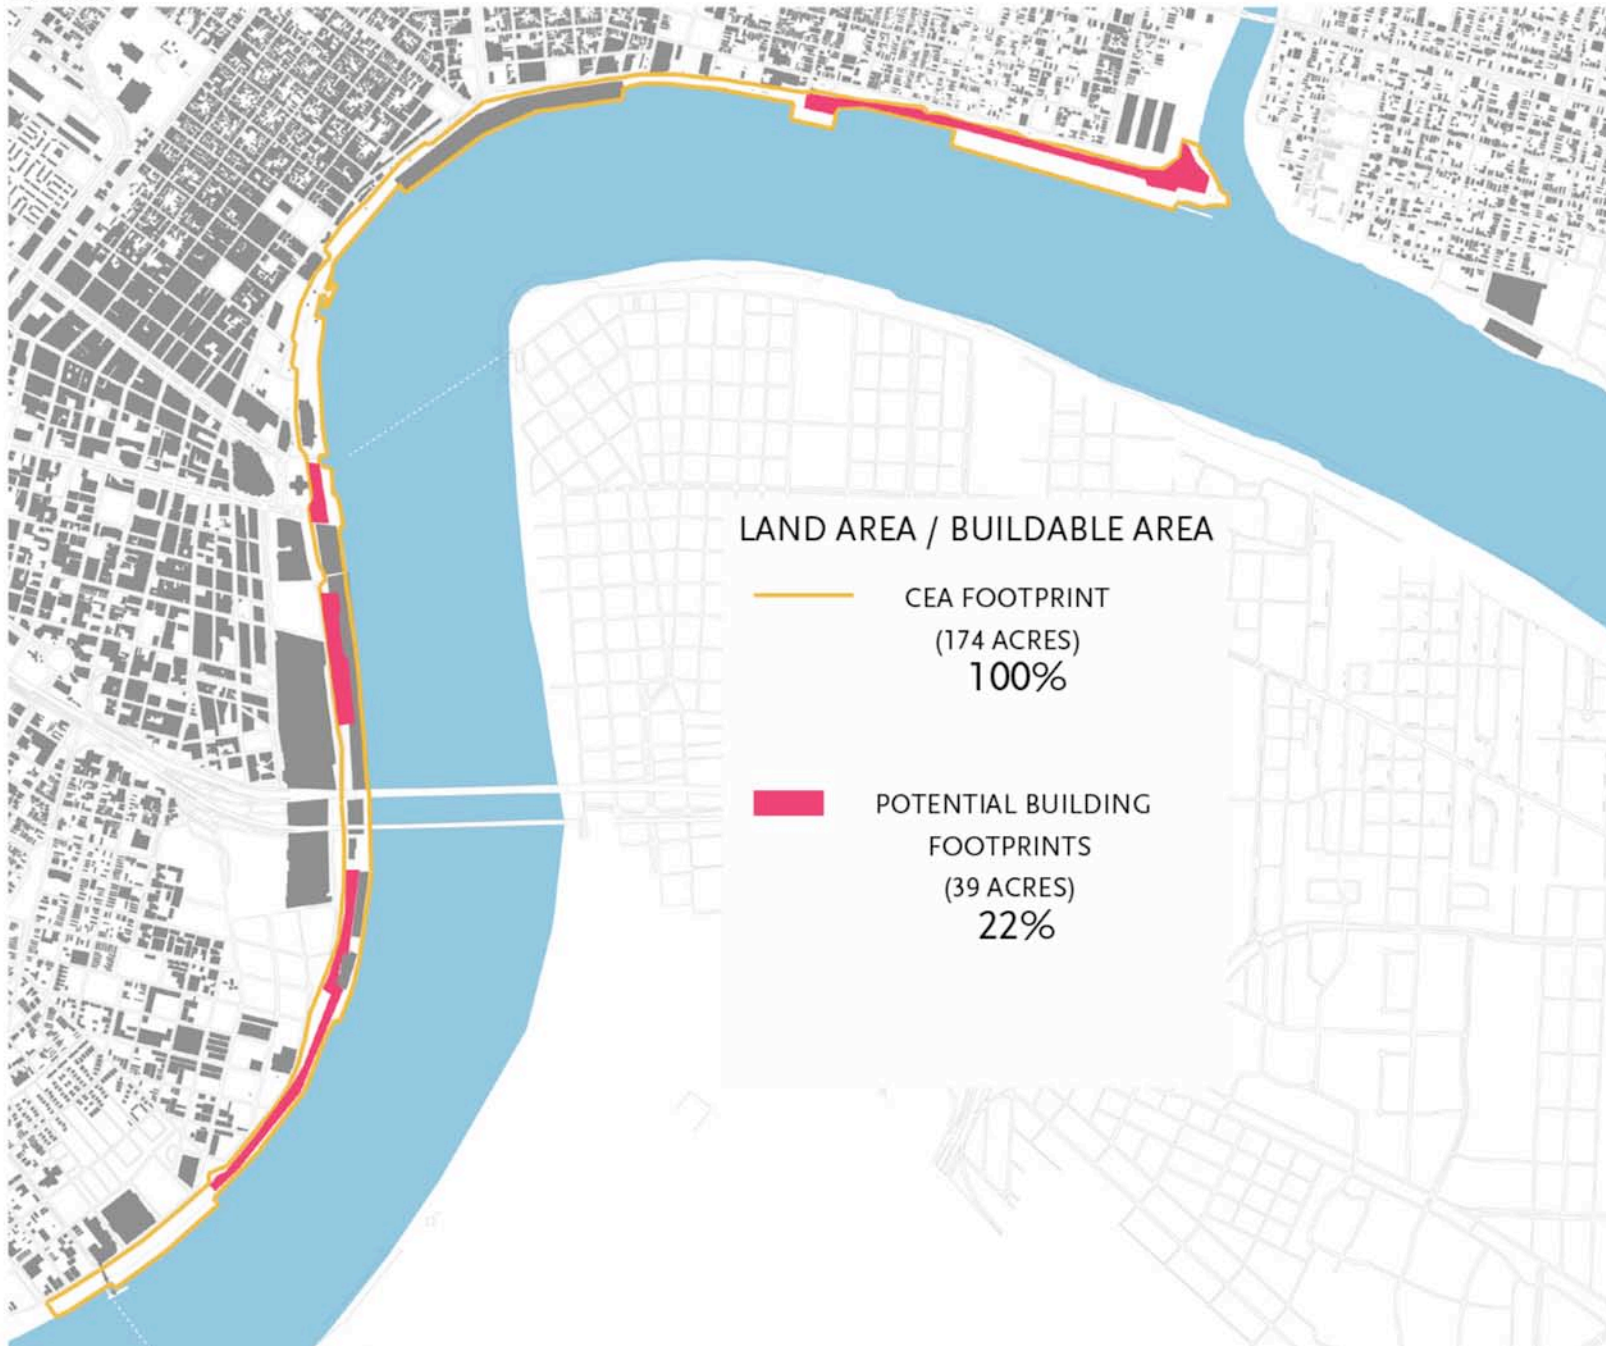 LAND AREA / BUILDABLE AREA
CEA FOOTPRINT
(174 ACRES)
100%
POTENTIAL BUILDING
FOOTPRINTS
(39 ACRES)
22%